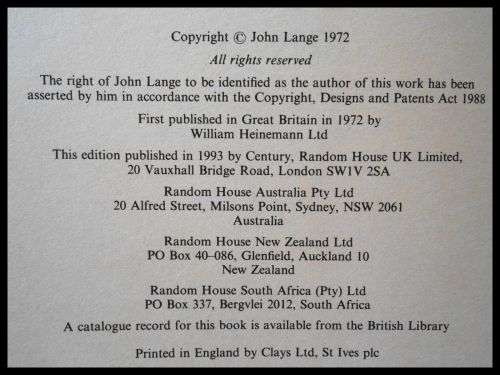 Copyright © John Lange 1972
All rights reserved
The right of John Lange to be identified as the author of this work has been
asserted by him in accordance with the Copyright, Designs and Patents Act 1988
First published in Great Britain in 1972 by
William Heinemann Ltd
This edition published in 1993 by Century, Random House UK Limited,
20 Vauxhall Bridge Road, London SW1V 2SA
Random House Australia Pty Ltd
20 Alfred Street, Milsons Point, Sydney, NSW 2061
Australia
Random House New Zealand Ltd
PO Box 40–086, Glenfield, Auckland 10
New Zealand
Random House South Africa (Pty) Ltd
PO Box 337, Bergvlei 2012, South Africa
A catalogue record for this book is available from the British Library
Printed in England by Clays Ltd, St Ives plc